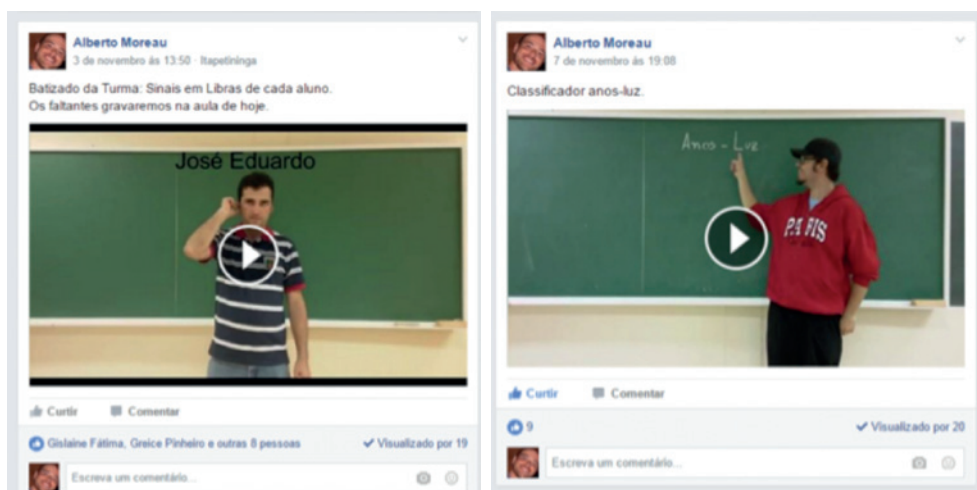 Alberto Moreau
3 de novembro às 13:50 · Itapetininga
Batizado da Turma: Sinais em Libras de cada aluno.
Os faltantes gravaremos na aula de hoje.
José Eduardo
Curtir Comentar
Gislaine Fátima, Greice Pinheiro e outras 8 pessoas
Visualizado por 19
Escreva um comentário...
Alberto Moreau
7 de novembro às 19:08
Classificador anos-luz.
Anos - Luz
PARIS
Curtir Comentar
9
Visualizado por 20
Escreva um comentário...